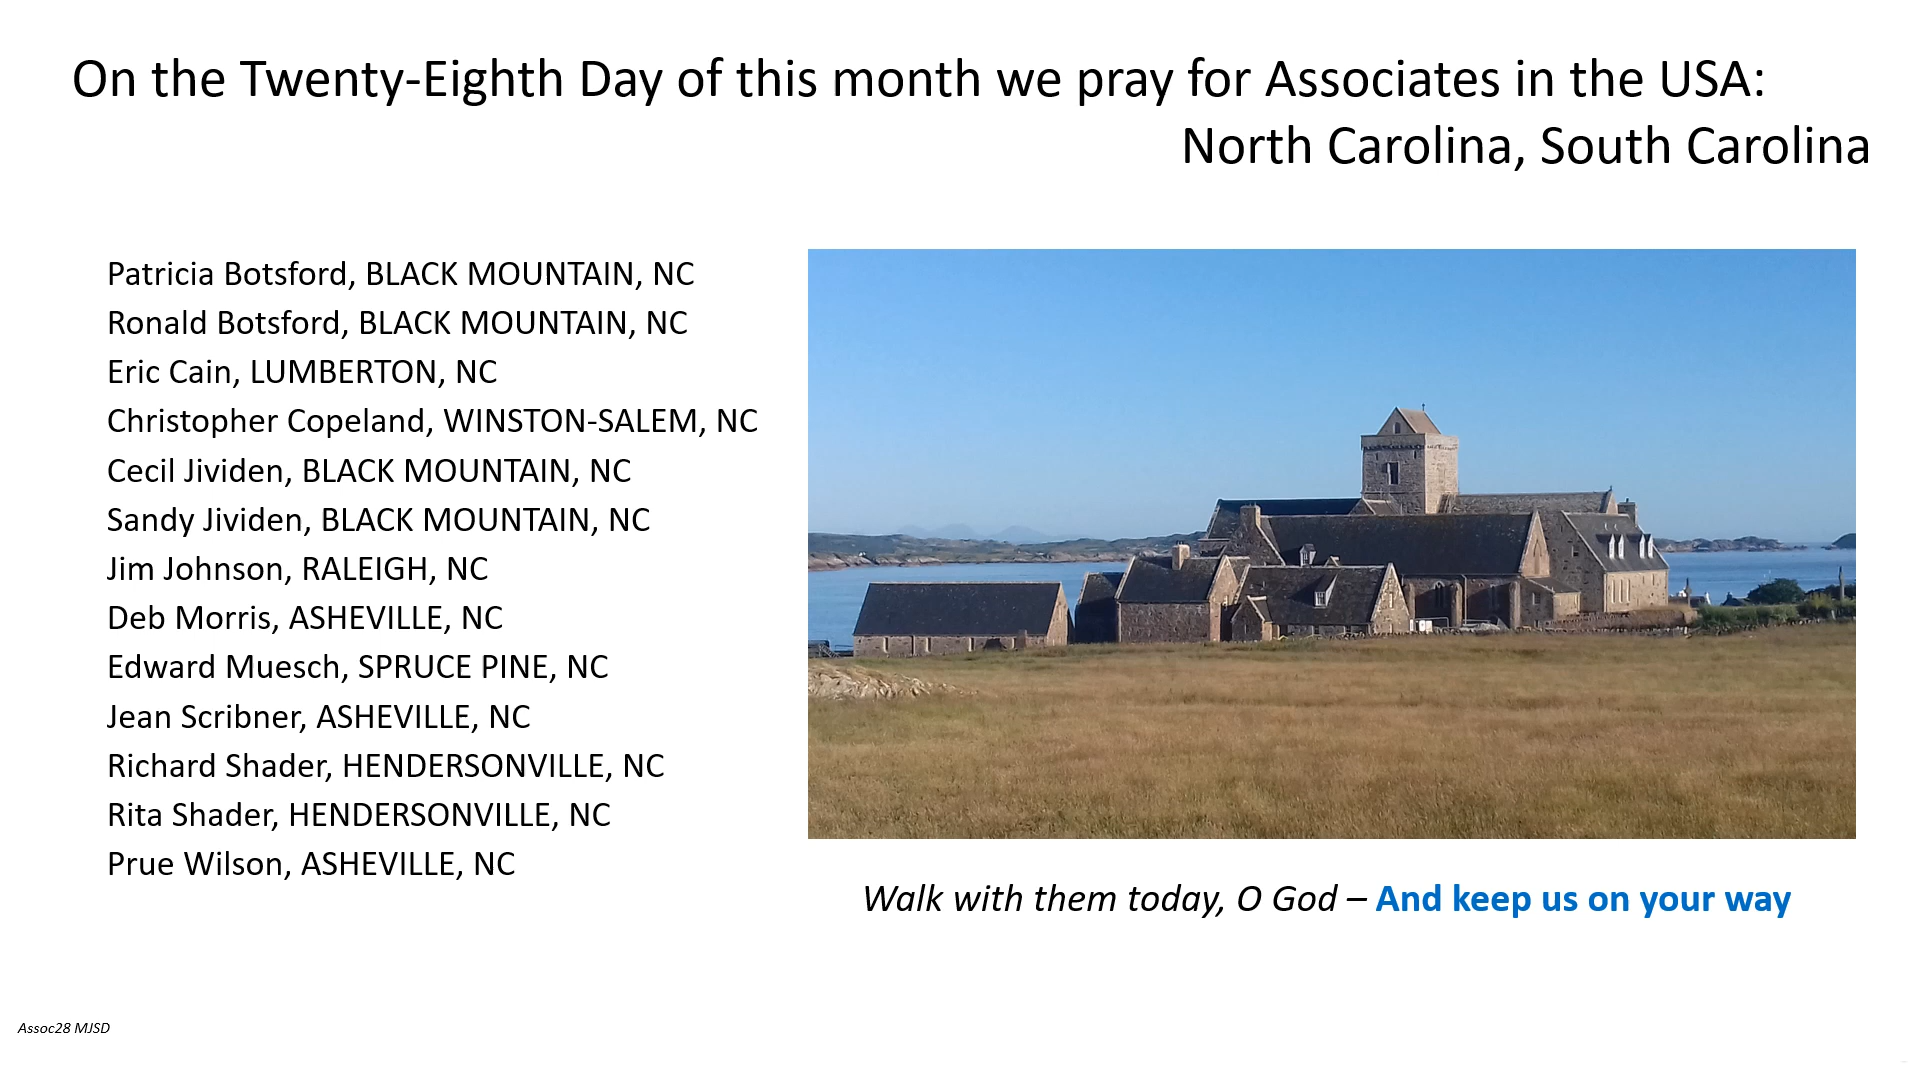 On the Twenty-Eighth Day of this month we pray for Associates in the USA:
North Carolina, South Carolina
Patricia Botsford, BLACK MOUNTAIN, NC
Ronald Botsford, BLACK MOUNTAIN, NC
Eric Cain, LUMBERTON, NC
Christopher Copeland, WINSTON-SALEM, NC
Cecil Jividen, BLACK MOUNTAIN, NC
Sandy Jividen, BLACK MOUNTAIN, NC
Jim Johnson, RALEIGH, NC
Deb Morris, ASHEVILLE, NC
Edward Muesch, SPRUCE PINE, NC
Jean Scribner, ASHEVILLE, NC
Richard Shader, HENDERSONVILLE, NC
Rita Shader, HENDERSONVILLE, NC
Prue Wilson, ASHEVILLE, NC
Walk with them today, O God – And keep us on your way
Assoc28 MJSD